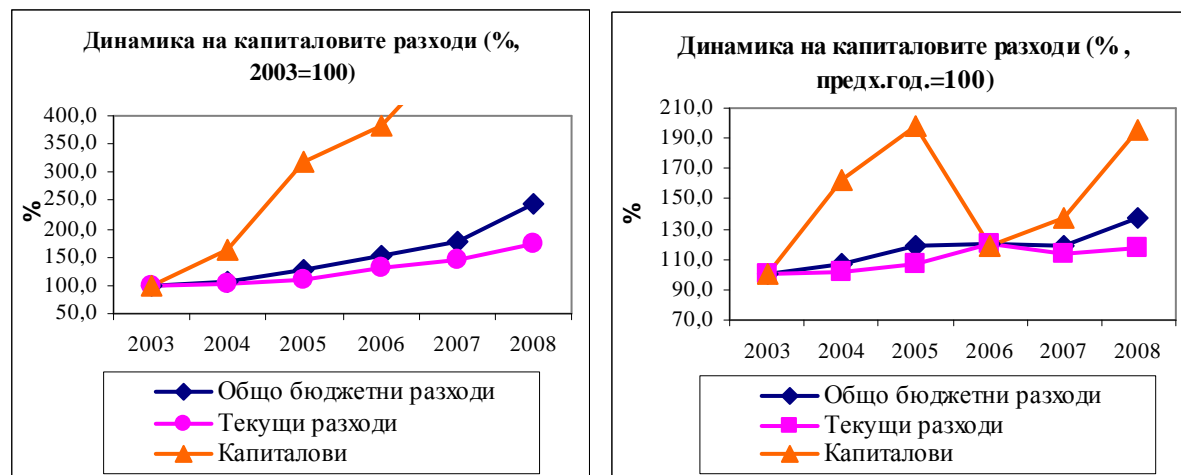 Динамика на капиталовите разходи (%,
2003=100)
400,0
350,0
300,0
250,0
200,0
150,0
100,0
50,0
%
2003 2004 2005 2006 2007 2008
Общо бюджетни разходи
Текущи разходи
Капиталови
Динамика на капиталовите разходи (% ,
предх.год.=100)
210,0
190,0
170,0
150,0
130,0
110,0
90,0
70,0
%
2003 2004 2005 2006 2007 2008
Общо бюджетни разходи
Текущи разходи
Капиталови